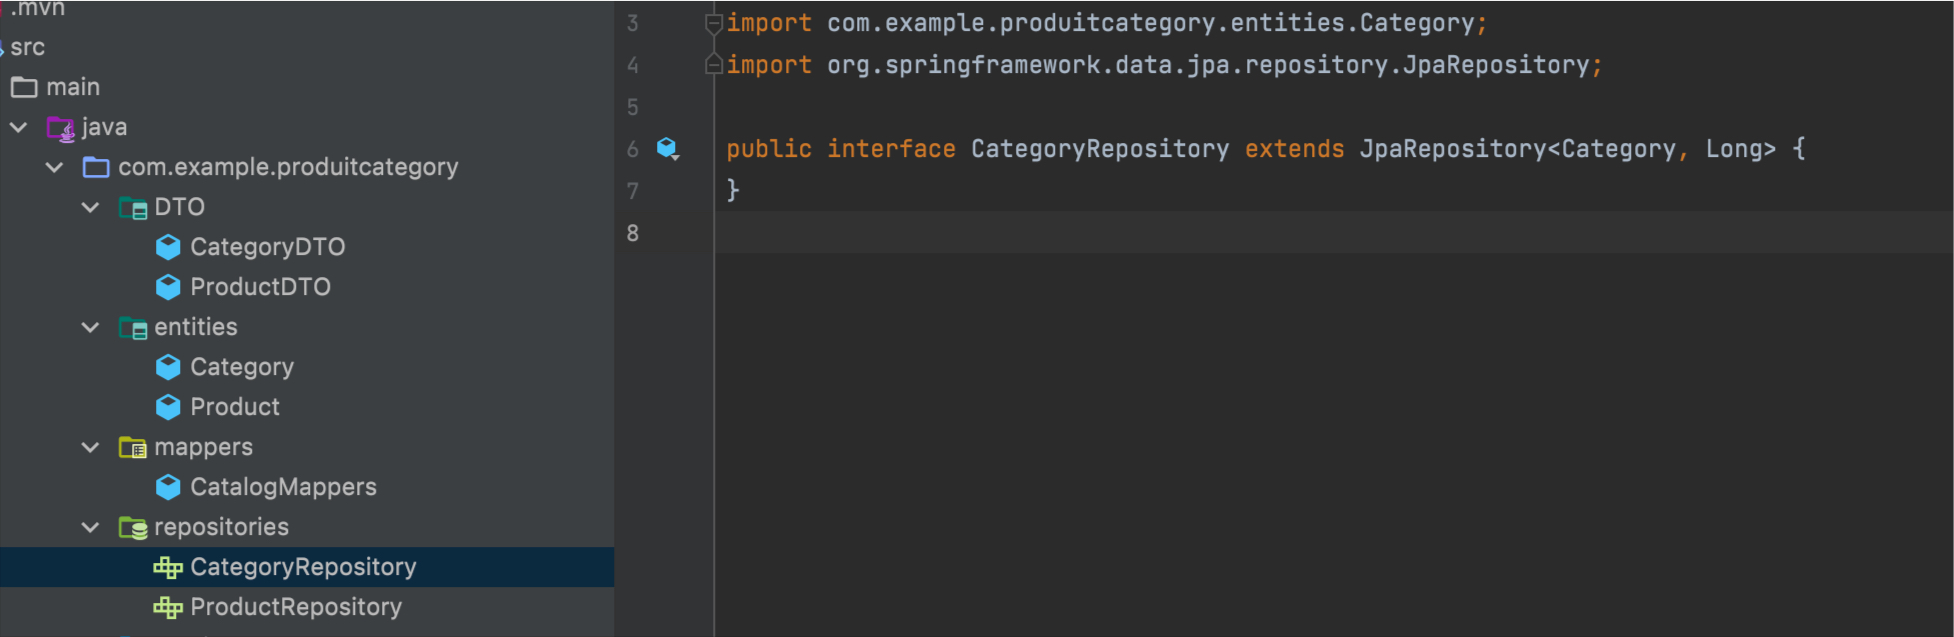 .mvn
src
main
java
com.example.produitcategory
DTO
CategoryDTO
ProductDTO
entities
Category
Product
mappers
CatalogMappers
repositories
CategoryRepository
ProductRepository
3 import com.example.produitcategory.entities.Category;
4 import org.springframework.data.jpa.repository.JpaRepository;
5
6 public interface CategoryRepository extends JpaRepository<Category, Long> {
7 }
8